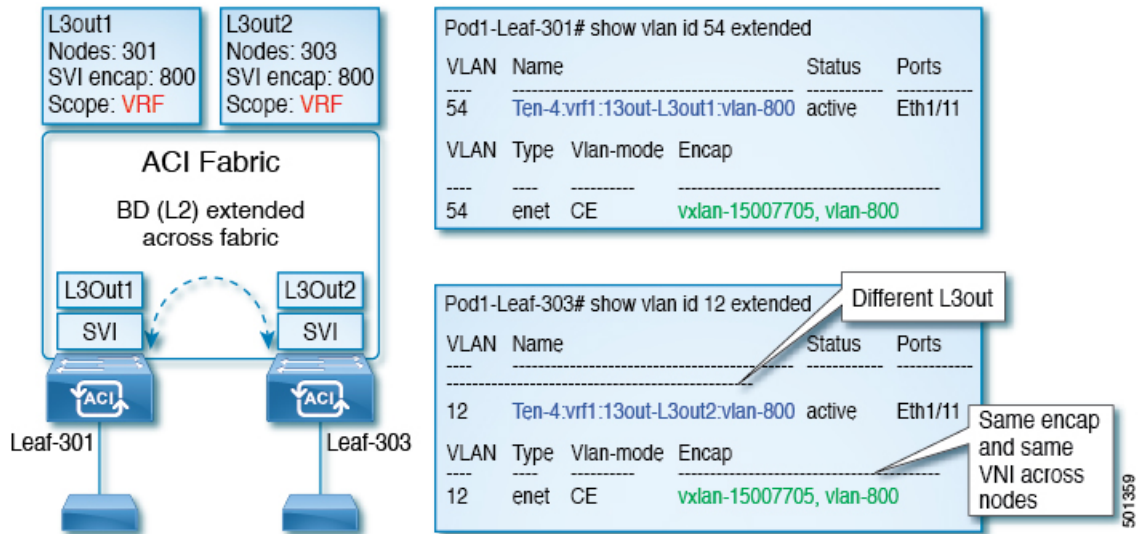 L3out1
Nodes: 301
SVI encap: 800
Scope: VRF
L3out2
Nodes: 303
SVI encap: 800
Scope: VRF
ACI Fabric
BD (L2) extended
across fabric
L3Out1
SVI
L3Out2
SVI
ACI
ACI
Leaf-301
Leaf-303
Pod1-Leaf-301# show vlan id 54 extended
VLAN Name Status Ports
---- -------------------------------- --------- ---------
54 Ten-4:vrf1:13out-L3out1:vlan-800 active Eth1/11
VLAN Type Vlan-mode Encap
---- ---- ---------- -------------------------------
54 enet CE vxlan-15007705, vlan-800
Pod1-Leaf-303# show vlan id 12 extended
Different L3out
VLAN Name Status Ports
---- -------------------------------- --------- ---------
-------------------------------
12 Ten-4:vrf1:13out-L3out2:vlan-800 active Eth1/11
VLAN Type Vlan-mode Encap
---- ---- ---------- -------------------------------
12 enet CE vxlan-15007705, vlan-800
Same encap
and same
VNI across
nodes
501359